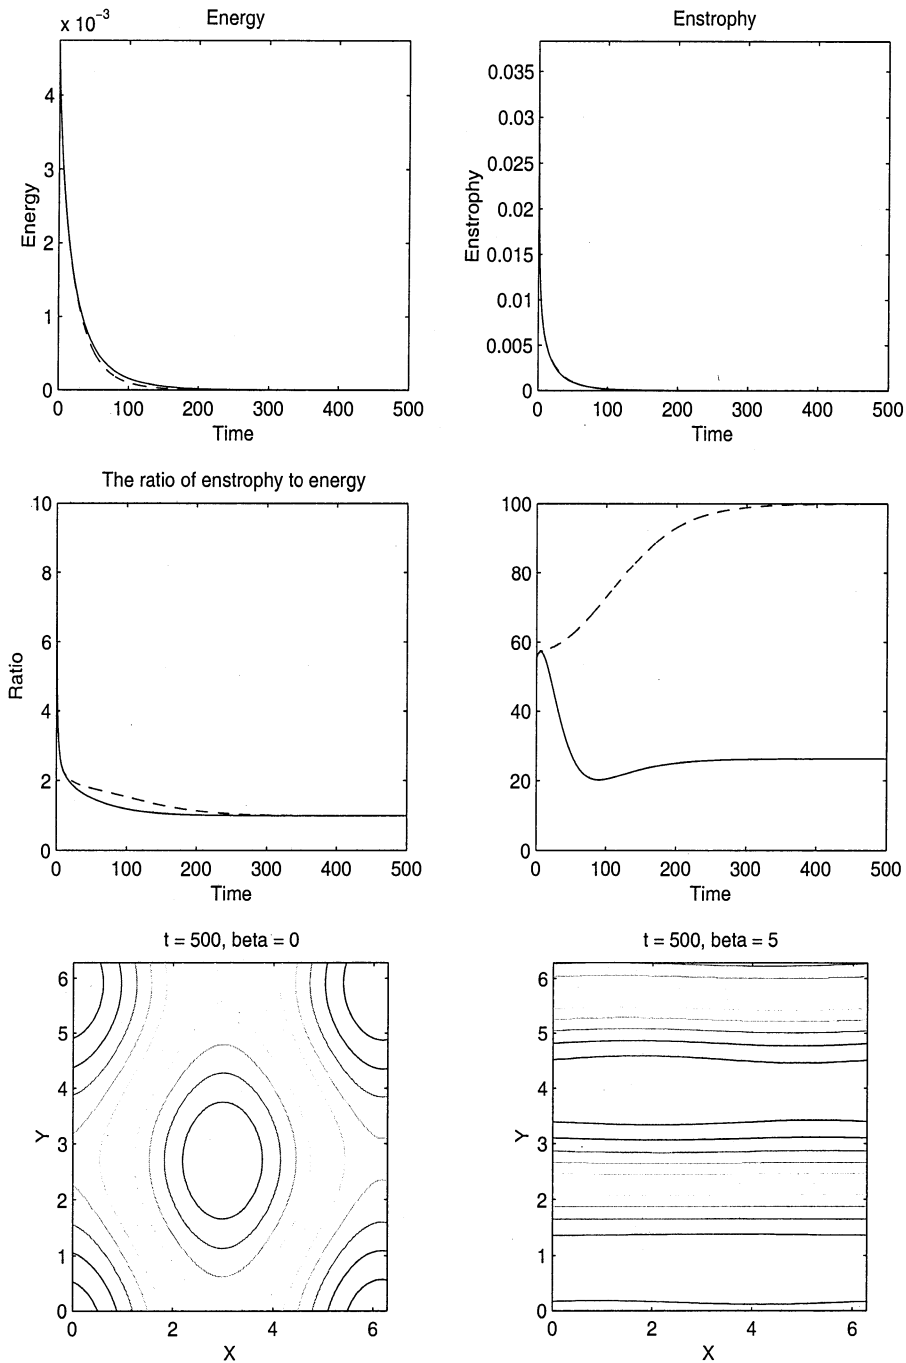 x 10^-3
Energy
Energy
4
3
2
1
0
0 100 200 300 400 500
Time
Enstrophy
Enstrophy
0.035
0.03
0.025
0.02
0.015
0.01
0.005
0
0 100 200 300 400 500
Time
The ratio of enstrophy to energy
Ratio
10
8
6
4
2
0
0 100 200 300 400 500
Time
100
80
60
40
20
0
0 100 200 300 400 500
Time
t = 500, beta = 0
Y
6
5
4
3
2
1
0
0 2 4 6
X
t = 500, beta = 5
Y
6
5
4
3
2
1
0
0 2 4 6
X